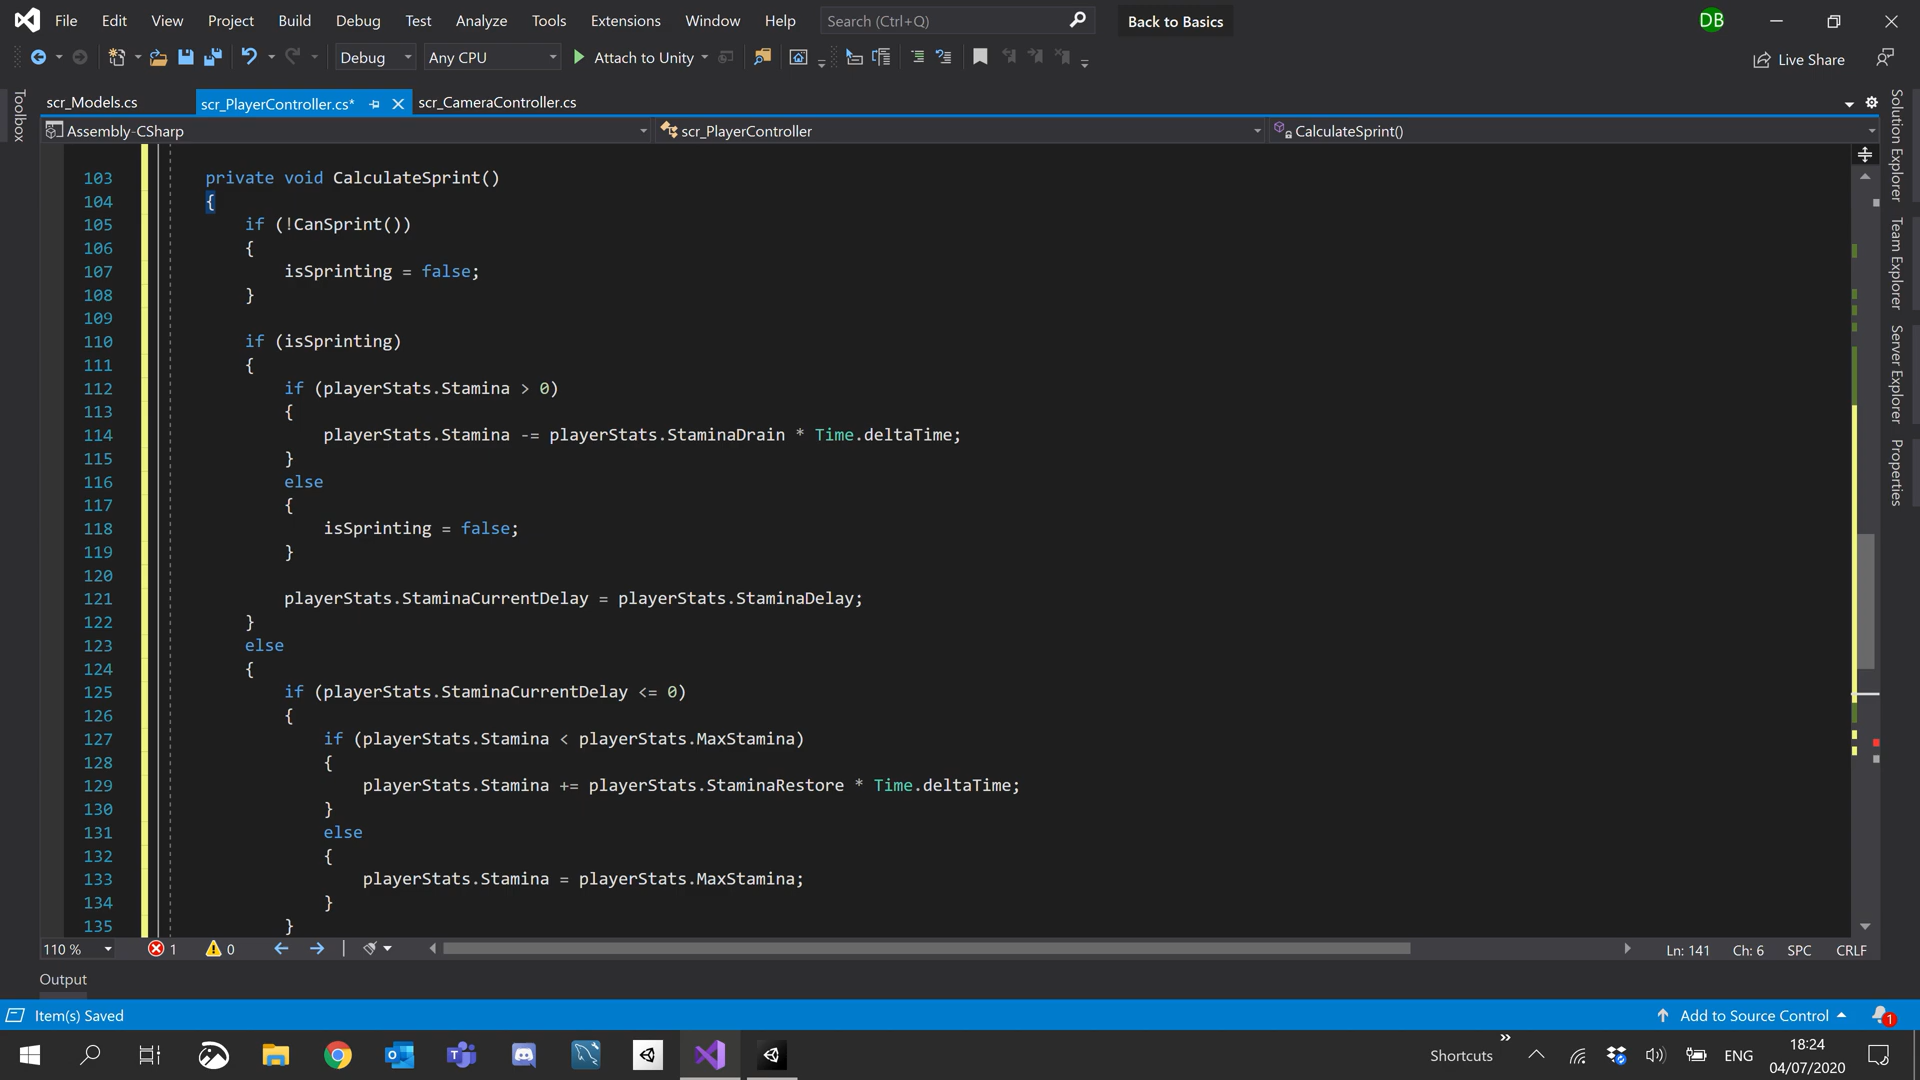 File Edit View Project Build Debug Test Analyze Tools Extensions Window Help Search (Ctrl+Q) Back to Basics DB
Debug Any CPU Attach to Unity Live Share
scr_Models.cs scr_PlayerController.cs* scr_CameraController.cs
Assembly-CSharp scr_PlayerController CalculateSprint()
Toolbox
Solution Explorer
Team Explorer
Server Explorer
Properties
103 private void CalculateSprint()
104 {
105 if (!CanSprint())
106 {
107 isSprinting = false;
108 }
109
110 if (isSprinting)
111 {
112 if (playerStats.Stamina > 0)
113 {
114 playerStats.Stamina -= playerStats.StaminaDrain * Time.deltaTime;
115 }
116 else
117 {
118 isSprinting = false;
119 }
120
121 playerStats.StaminaCurrentDelay = playerStats.StaminaDelay;
122 }
123 else
124 {
125 if (playerStats.StaminaCurrentDelay <= 0)
126 {
127 if (playerStats.Stamina < playerStats.MaxStamina)
128 {
129 playerStats.Stamina += playerStats.StaminaRestore * Time.deltaTime;
130 }
131 else
132 {
133 playerStats.Stamina = playerStats.MaxStamina;
134 }
135 }
110 % 1 0 Ln: 141 Ch: 6 SPC CRLF
Output
Item(s) Saved Add to Source Control 1
Shortcuts ENG 18:24
04/07/2020